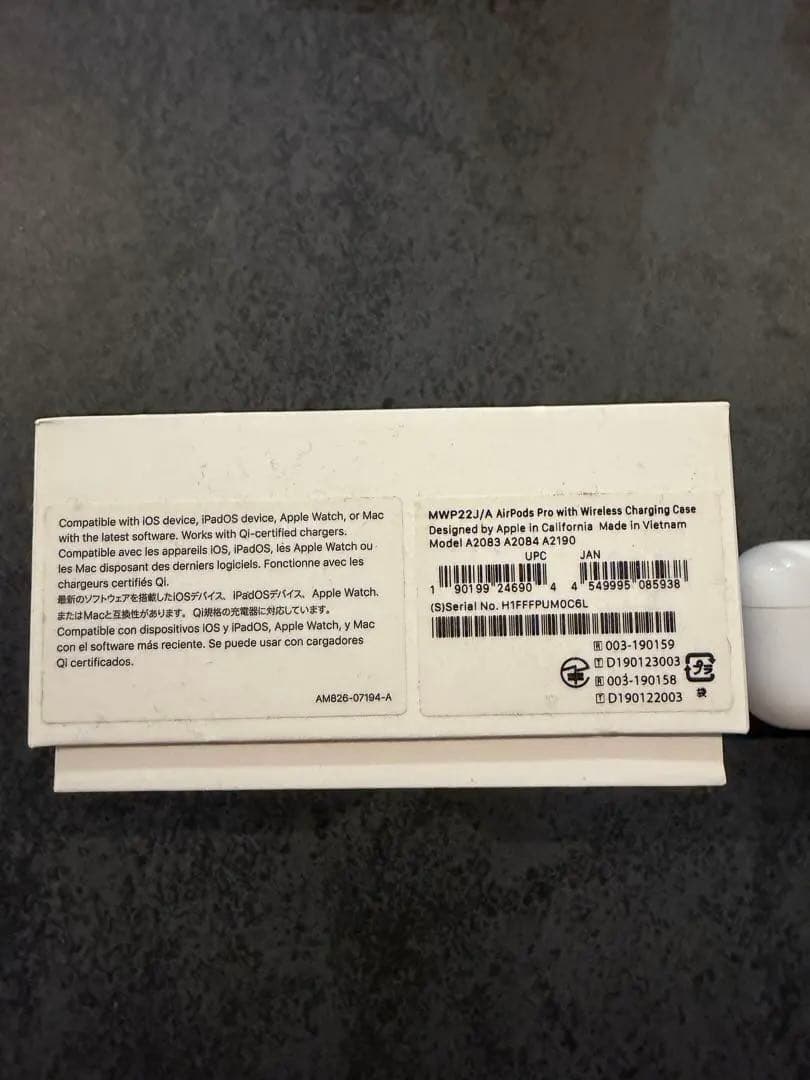 Compatible with iOS device, iPadOS device, Apple Watch, or Mac
with the latest software. Works with Qi-certified chargers.
Compatible avec les appareils iOS, iPadOS, les Apple Watch ou
les Mac disposant des derniers logiciels. Fonctionne avec les
chargeurs certifiés Qi.
最新のソフトウェアを搭載したiOSデバイス、iPadOSデバイス、Apple Watch、
またはMacと互換性があります。Qi規格の充電器に対応しています。
Compatible con dispositivos iOS y iPadOS, Apple Watch, y Mac
con el software más reciente. Se puede usar con cargadores
Qi certificados.
AM826-07194-A
MWP22J/A AirPods Pro with Wireless Charging Case
Designed by Apple in California Made in Vietnam
Model A2083 A2084 A2190
UPC JAN
1 90199 24690 4 4 549995 085938
(S)Serial No. H1FFFPUM0C6L
R 003-190159
T D190123003
R 003-190158
T D190122003
プラ
袋